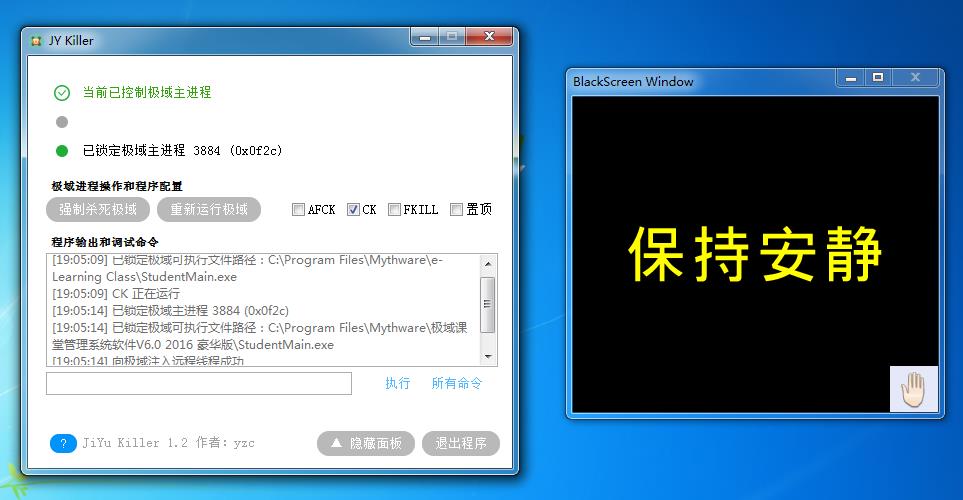 JY Killer
当前已控制极域主进程
已锁定极域主进程 3884 (0x0f2c)
极域进程操作和程序配置
强制杀死极域 重新运行极域 AFCK CK FKILL 置顶
程序输出和调试命令
[19:05:09] 已锁定极域可执行文件路径：C:\Program Files\Mythware\e-
Learning Class\StudentMain.exe
[19:05:09] CK 正在运行
[19:05:14] 已锁定极域主进程 3884 (0x0f2c)
[19:05:14] 已锁定极域可执行文件路径：C:\Program Files\Mythware\极域课
堂管理系统软件V6.0 2016 豪华版\StudentMain.exe
[19:05:14] 向极域注入远程线程成功
执行 所有命令
? JiYu Killer 1.2 作者：yzc ▲ 隐藏面板 退出程序
BlackScreen Window
保持安静